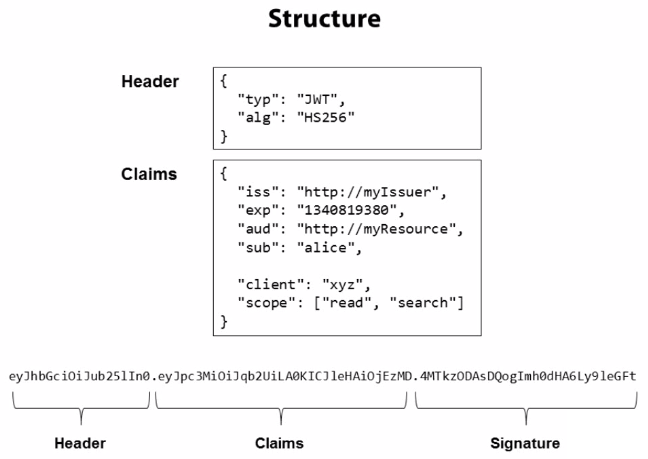 Structure
Header
{
"typ": "JWT",
"alg": "HS256"
}
Claims
{
"iss": "http://myIssuer",
"exp": "1340819380",
"aud": "http://myResource",
"sub": "alice",
"client": "xyz",
"scope": ["read", "search"]
}
eyJhbGciOiJub25lIn0.eyJpc3MiOiJqb2UiLA0KICJleHAiOjEzMD.4MTkzODAsDQogImh0dHA6Ly9leGFt
Header
Claims
Signature